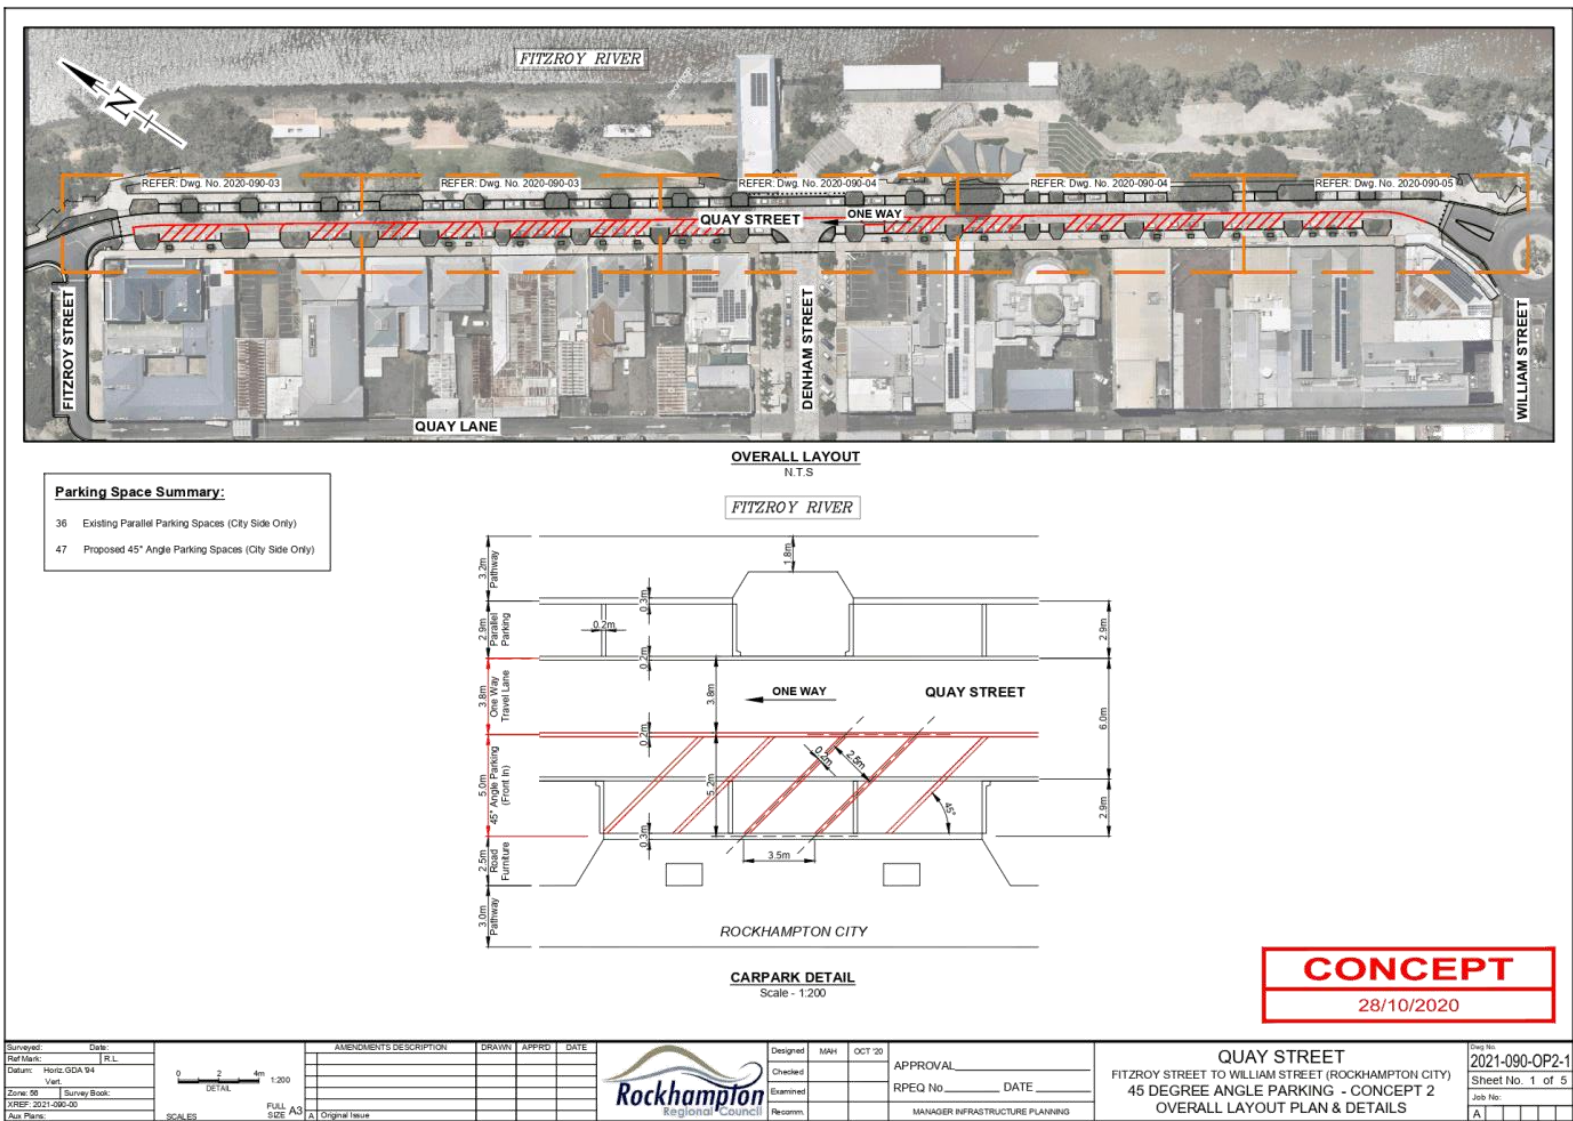 FITZROY RIVER
N
REFER: Dwg. No. 2020-090-03
REFER: Dwg. No. 2020-090-03
REFER: Dwg. No. 2020-090-04
REFER: Dwg. No. 2020-090-04
REFER: Dwg. No. 2020-090-05
QUAY STREET
ONE WAY
FITZROY STREET
DENHAM STREET
WILLIAM STREET
QUAY LANE
OVERALL LAYOUT
N.T.S
Parking Space Summary:
36 Existing Parallel Parking Spaces (City Side Only)
47 Proposed 45° Angle Parking Spaces (City Side Only)
FITZROY RIVER
3.2m
Pathway
1.8m
0.3m
2.9m
Parallel
Parking
0.2m
2.9m
0.2m
3.8m
One Way
Travel Lane
3.8m
ONE WAY
QUAY STREET
6.0m
0.2m
5.0m
45° Angle Parking
(Front In)
5.2m
0.2m
2.5m
45°
2.9m
0.3m
3.5m
2.5m
Road
Furniture
3.0m
Pathway
ROCKHAMPTON CITY
CARPARK DETAIL
Scale - 1:200
CONCEPT
28/10/2020
Surveyed: Date:
Ref Mark: R.L.
Datum: Horiz.GDA '94
Vert.
Zone: 56 Survey Book:
XREF: 2021-090-00
Aux Plans:
0 2 4m 1:200
DETAIL
SCALES
FULL SIZE A3
AMENDMENTS DESCRIPTION DRAWN APPRD DATE
A Original Issue
Rockhampton
Regional Council
Designed MAH OCT '20
Checked
Examined
Recomm.
APPROVAL
RPEQ No. DATE
MANAGER INFRASTRUCTURE PLANNING
QUAY STREET
FITZROY STREET TO WILLIAM STREET (ROCKHAMPTON CITY)
45 DEGREE ANGLE PARKING - CONCEPT 2
OVERALL LAYOUT PLAN & DETAILS
Dwg No.
2021-090-OP2-1
Sheet No. 1 of 5
Job No:
A